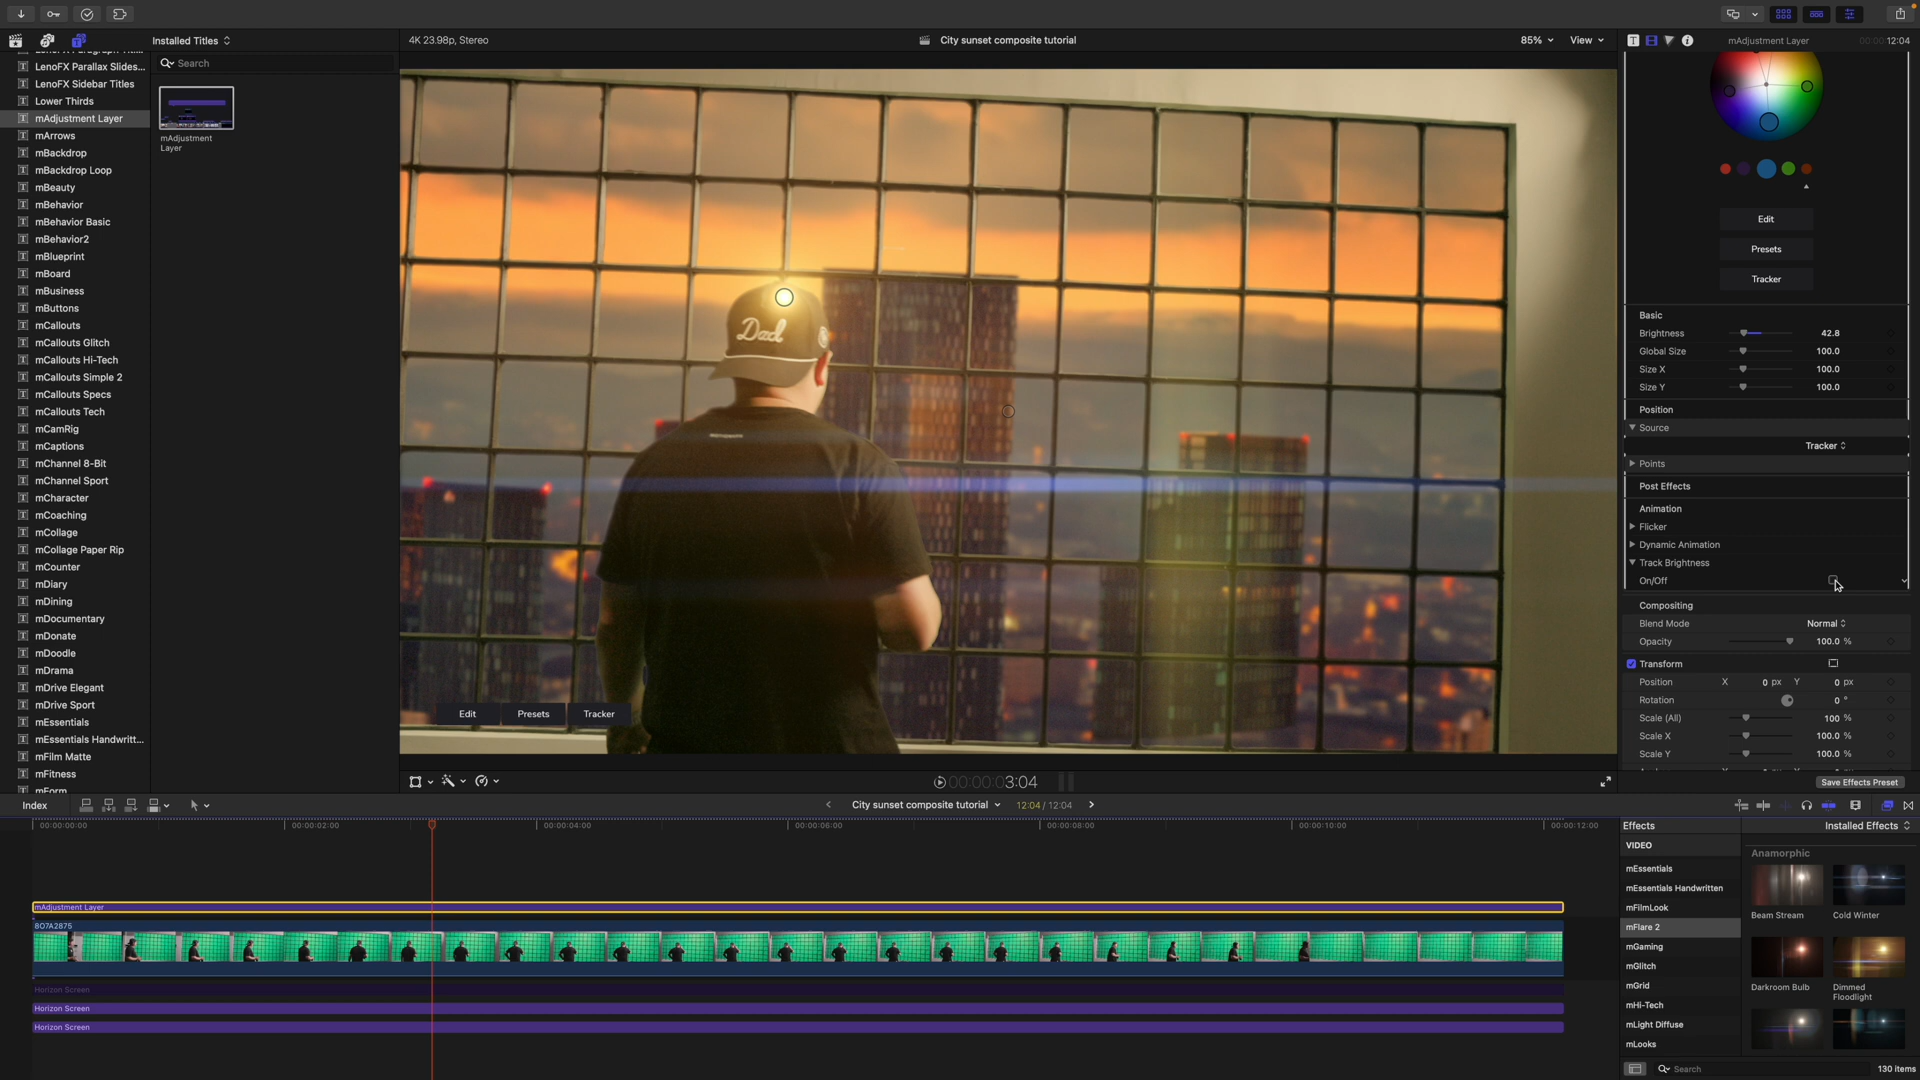 Installed Titles
4K 23.98p, Stereo
City sunset composite tutorial
85%
View
mAdjustment Layer
00:00:12:04
LenoFX Parallax Slides...
LenoFX Sidebar Titles
Lower Thirds
mAdjustment Layer
mArrows
mBackdrop
mBackdrop Loop
mBeauty
mBehavior
mBehavior Basic
mBehavior2
mBlueprint
mBoard
mBusiness
mButtons
mCallouts
mCallouts Glitch
mCallouts Hi-Tech
mCallouts Simple 2
mCallouts Specs
mCallouts Tech
mCamRig
mCaptions
mChannel 8-Bit
mChannel Sport
mCharacter
mCoaching
mCollage
mCollage Paper Rip
mCounter
mDiary
mDining
mDocumentary
mDonate
mDoodle
mDrama
mDrive Elegant
mDrive Sport
mEssentials
mEssentials Handwritt...
mFilm Matte
mFitness
mForm
Search
mAdjustment
Layer
Dad
Edit
Presets
Tracker
00:00:00:03:04
Edit
Presets
Tracker
Basic
Brightness 42.8
Global Size 100.0
Size X 100.0
Size Y 100.0
Position
Source
Tracker
Points
Post Effects
Animation
Flicker
Dynamic Animation
Track Brightness
On/Off
Compositing
Blend Mode Normal
Opacity 100.0 %
Transform
Position X 0 px Y 0 px
Rotation 0 °
Scale (All) 100 %
Scale X 100.0 %
Scale Y 100.0 %
Save Effects Preset
Index
City sunset composite tutorial
12:04 / 12:04
00:00:00:00
00:00:02:00
00:00:04:00
00:00:06:00
00:00:08:00
00:00:10:00
00:00:12:00
mAdjustment Layer
807A2875
Horizon Screen
Horizon Screen
Horizon Screen
Effects
Installed Effects
VIDEO
mEssentials
mEssentials Handwritten
mFilmLook
mFlare 2
mGaming
mGlitch
mGrid
mHi-Tech
mLight Diffuse
mLooks
Anamorphic
Beam Stream
Cold Winter
Darkroom Bulb
Dimmed
Floodlight
Search
130 items